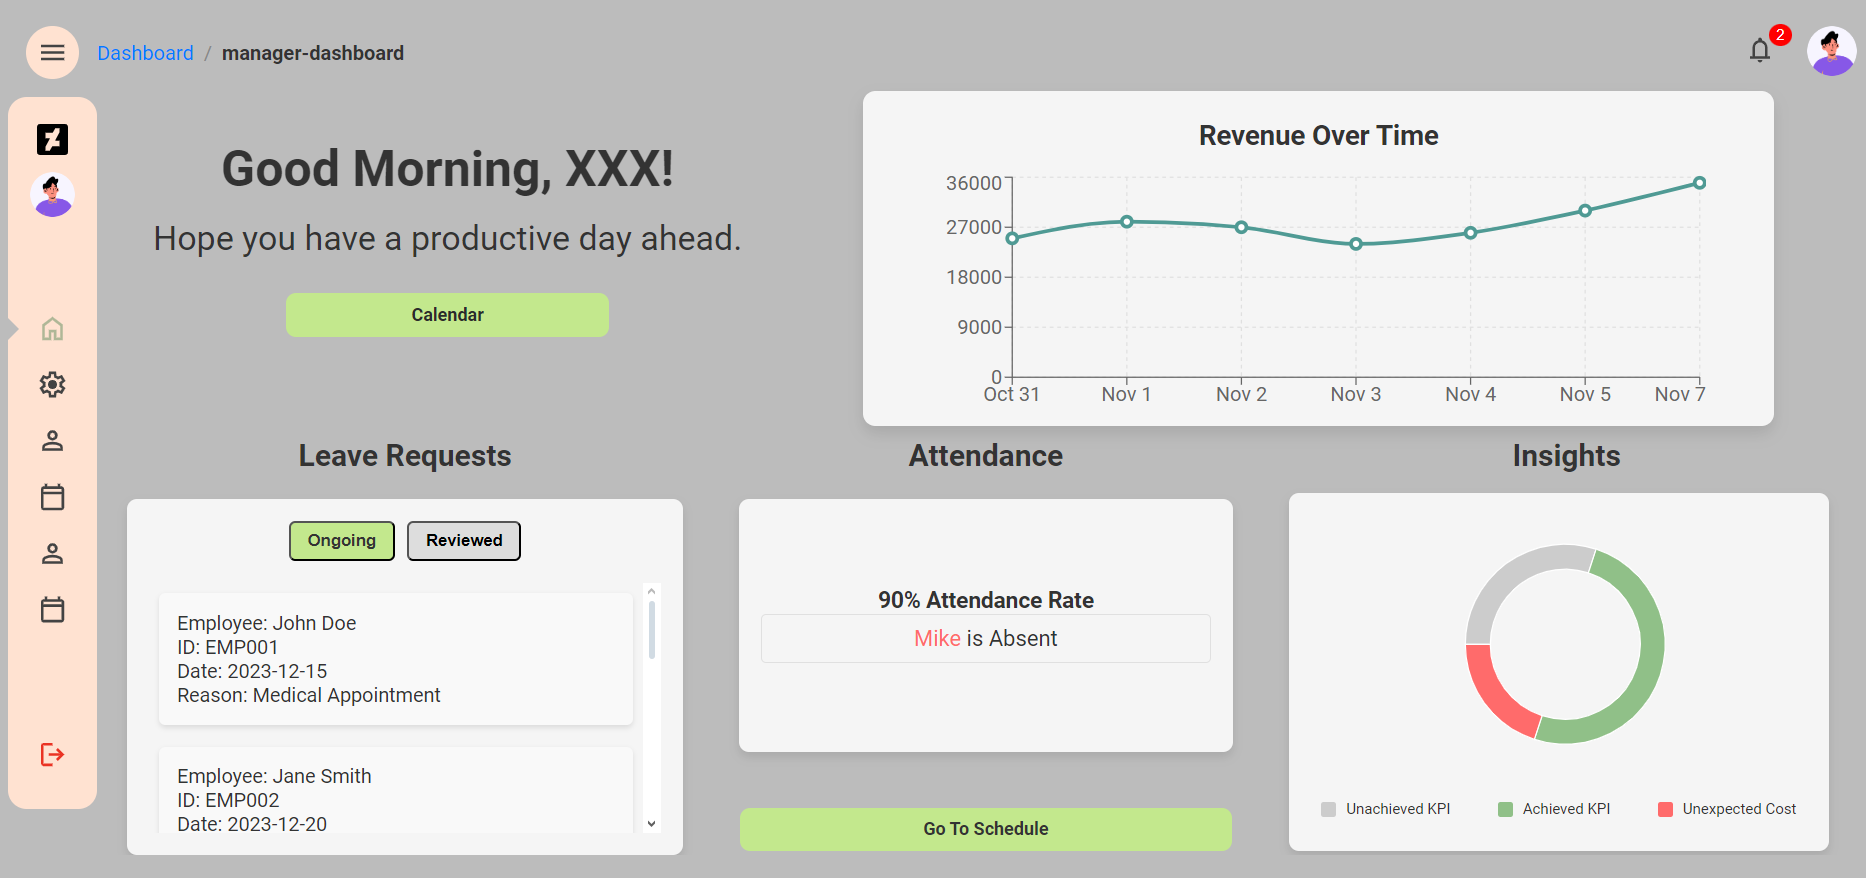 Dashboard / manager-dashboard
2
Good Morning, XXX!
Hope you have a productive day ahead.
Calendar
Revenue Over Time
36000
27000
18000
9000
0
Oct 31 Nov 1 Nov 2 Nov 3 Nov 4 Nov 5 Nov 7
Leave Requests
Ongoing Reviewed
Employee: John Doe
ID: EMP001
Date: 2023-12-15
Reason: Medical Appointment
Employee: Jane Smith
ID: EMP002
Date: 2023-12-20
Attendance
90% Attendance Rate
Mike is Absent
Go To Schedule
Insights
Unachieved KPI Achieved KPI Unexpected Cost